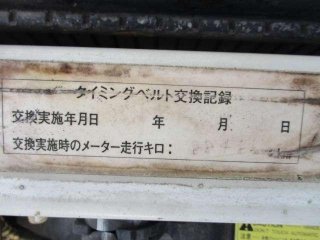 タイミングベルト交換記録
交換実施年月日 年 月 日
交換実施時のメーター走行キロ：